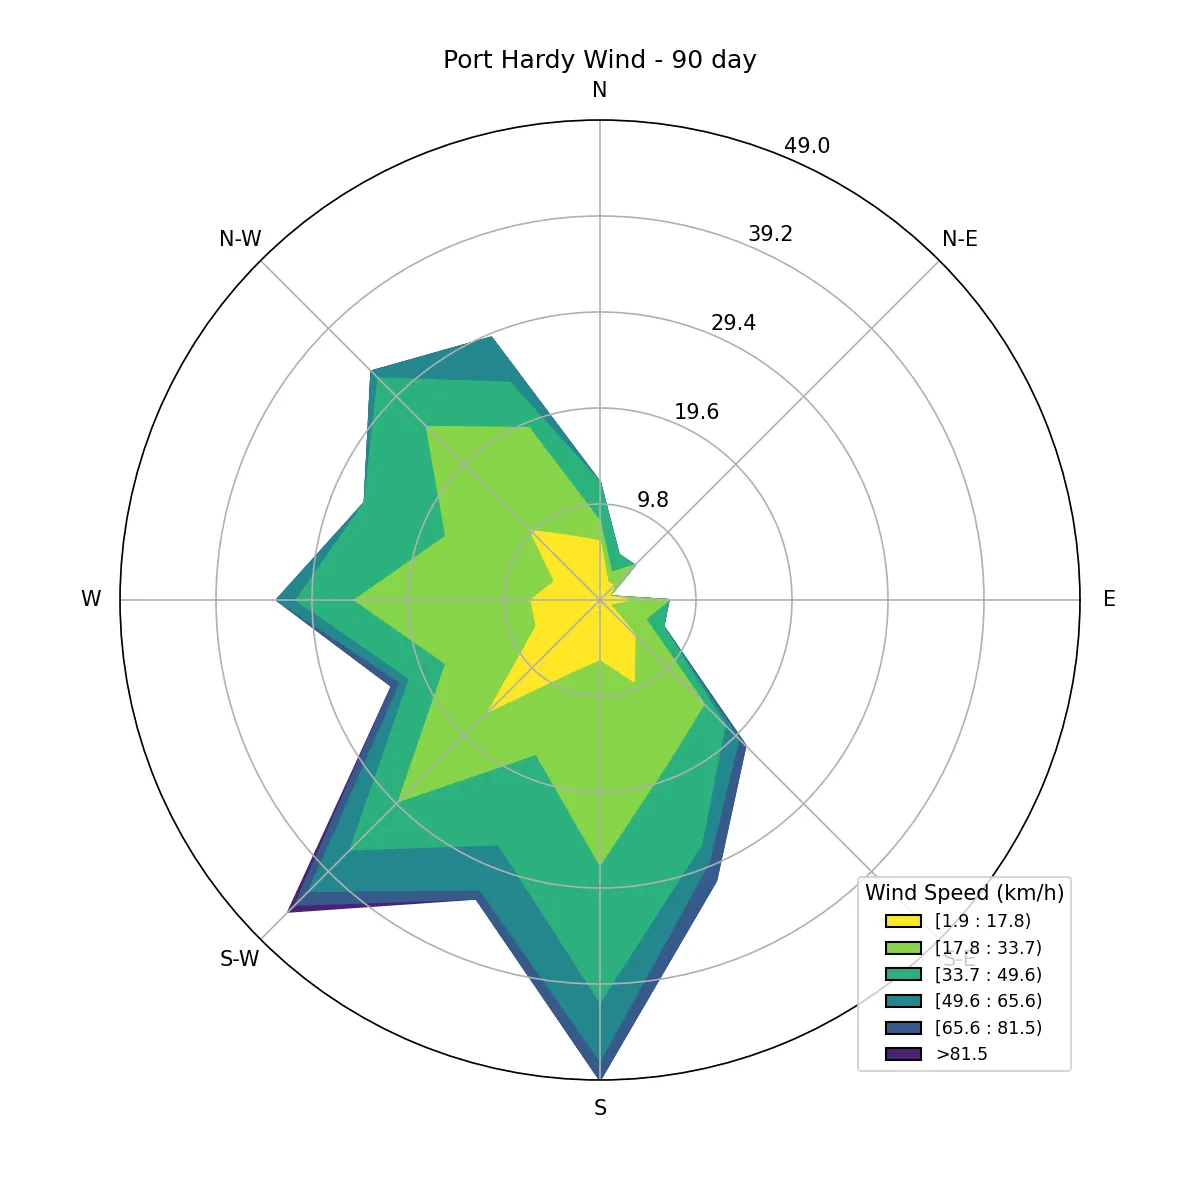 Port Hardy Wind - 90 day
N
49.0
N-W
39.2
N-E
29.4
19.6
9.8
W
E
Wind Speed (km/h)
[1.9 : 17.8)
[17.8 : 33.7)
S-W
S-E
[33.7 : 49.6)
[49.6 : 65.6)
[65.6 : 81.5)
>81.5
S